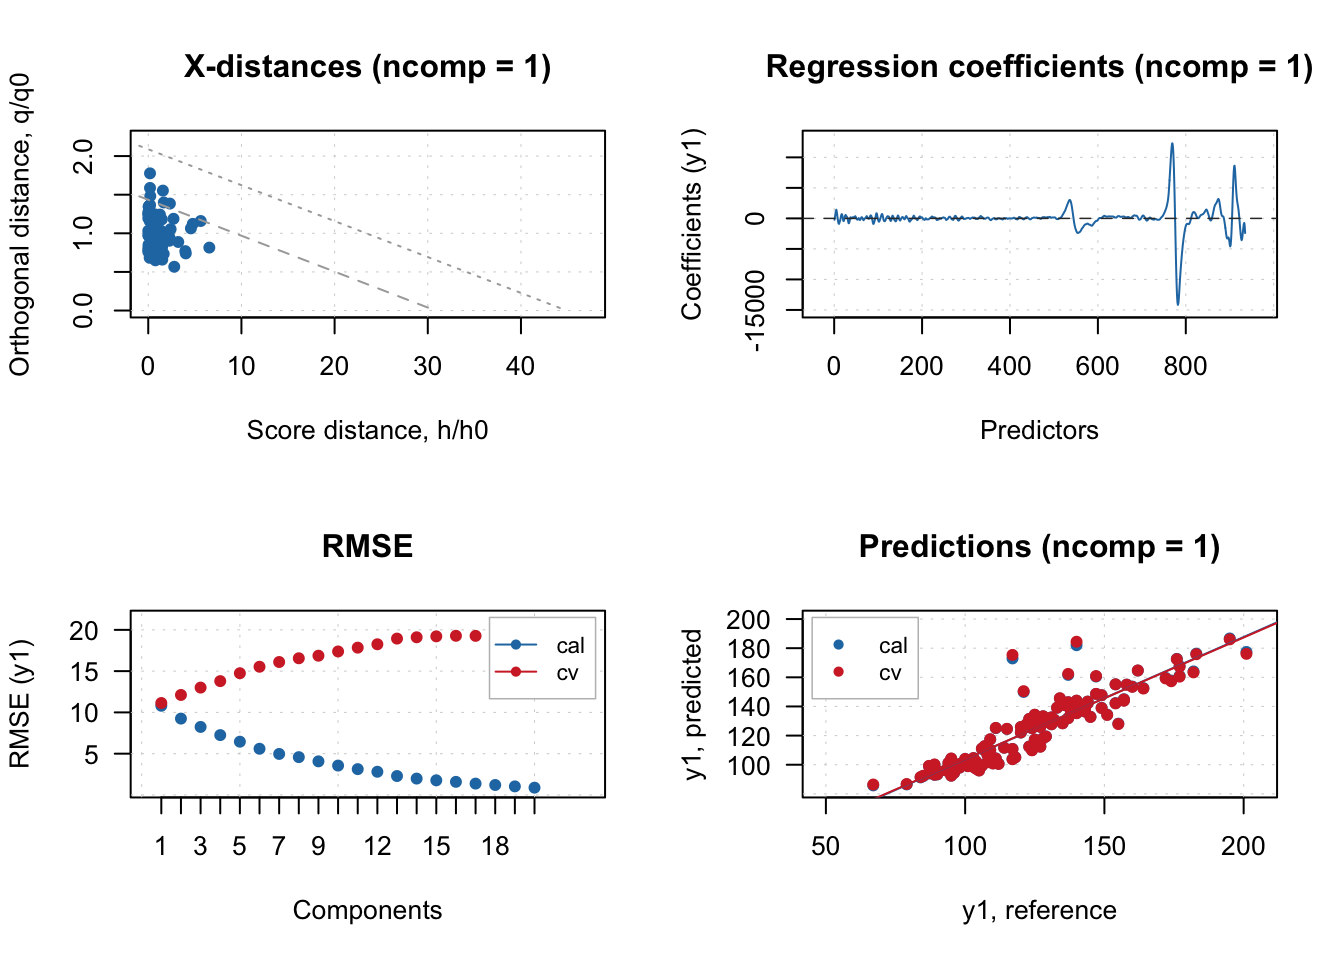 X-distances (ncomp = 1)
Orthogonal distance, q/q0
2.0
1.0
0.0
0 10 20 30 40
Score distance, h/h0
Regression coefficients (ncomp = 1)
Coefficients (y1)
0
-15000
0 200 400 600 800
Predictors
RMSE
RMSE (y1)
20
15
10
5
cal
cv
1 3 5 7 9 12 15 18
Components
Predictions (ncomp = 1)
y1, predicted
200
180
160
140
120
100
cal
cv
50 100 150 200
y1, reference